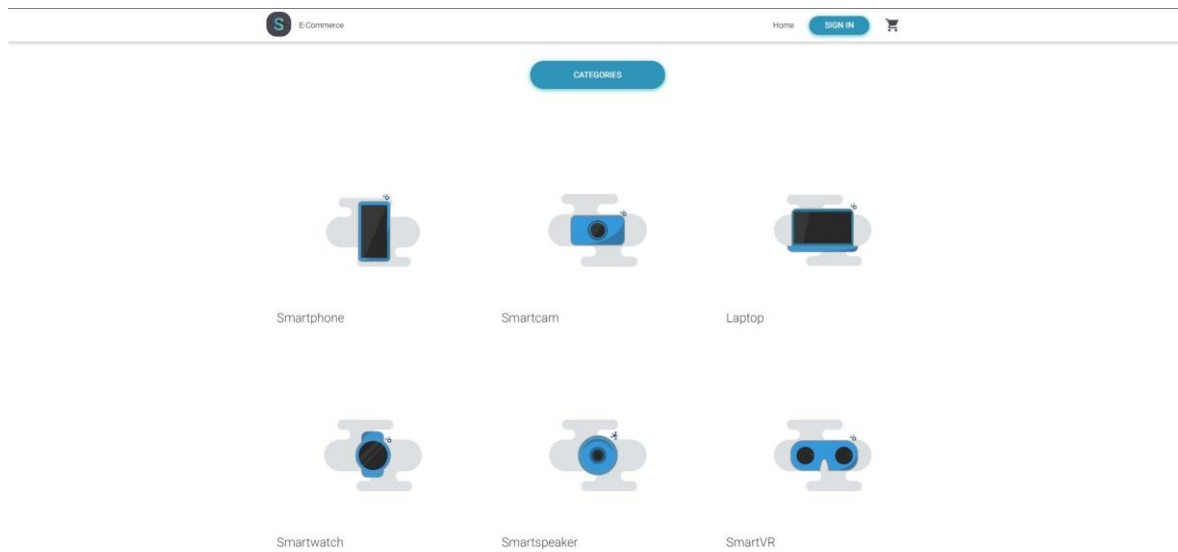 S E-Commerce Home SIGN IN
CATEGORIES
Smartphone Smartcam Laptop
Smartwatch Smartspeaker SmartVR